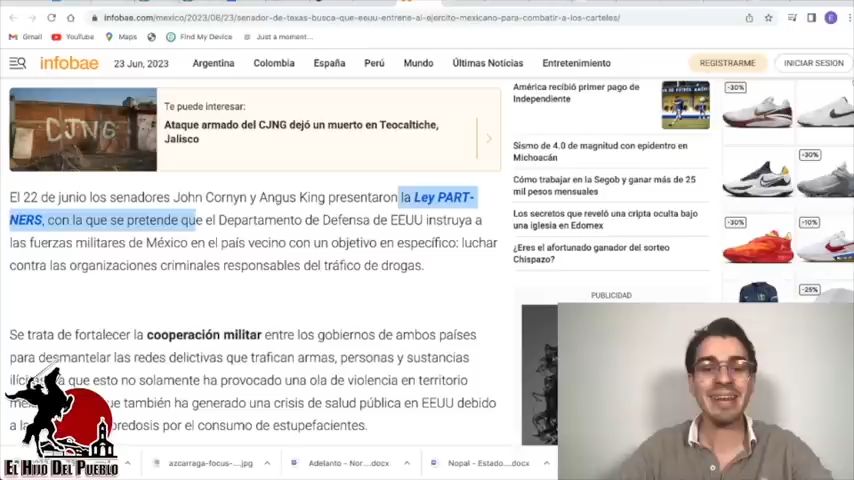 infobae.com/mexico/2023/06/23/senador-de-texas-busca-que-eeuu-entrene-al-ejercito-mexicano-para-combatir-a-los-carteles/
Gmail YouTube Maps Find My Device Just a moment...
infobae 23 Jun, 2023 Argentina Colombia España Perú Mundo Últimas Noticias Entretenimiento REGISTRARME INICIAR SESIÓN
CJNG
Te puede interesar:
Ataque armado del CJNG dejó un muerto en Teocaltiche,
Jalisco
El 22 de junio los senadores John Cornyn y Angus King presentaron la Ley PART-
NERS, con la que se pretende que el Departamento de Defensa de EEUU instruya a
las fuerzas militares de México en el país vecino con un objetivo en específico: luchar
contra las organizaciones criminales responsables del tráfico de drogas.
Se trata de fortalecer la cooperación militar entre los gobiernos de ambos países
para desmantelar las redes delictivas que trafican armas, personas y sustancias
a que esto no solamente ha provocado una ola de violencia en territorio
que también ha generado una crisis de salud pública en EEUU debido
a la predosis por el consumo de estupefacientes.
América recibió primer pago de
Independiente
Sismo de 4.0 de magnitud con epidentro en
Michoacán
Cómo trabajar en la Segob y ganar más de 25
mil pesos mensuales
Los secretos que reveló una cripta oculta bajo
una iglesia en Edomex
¿Eres el afortunado ganador del sorteo
Chispazo?
PUBLICIDAD
-30%
-30%
-30%
-10%
-25%
EL HIJO DEL PUEBLO
azcarraga-focus-....jpg
Adelanto - Nor....docx
Nopal - Estado....docx